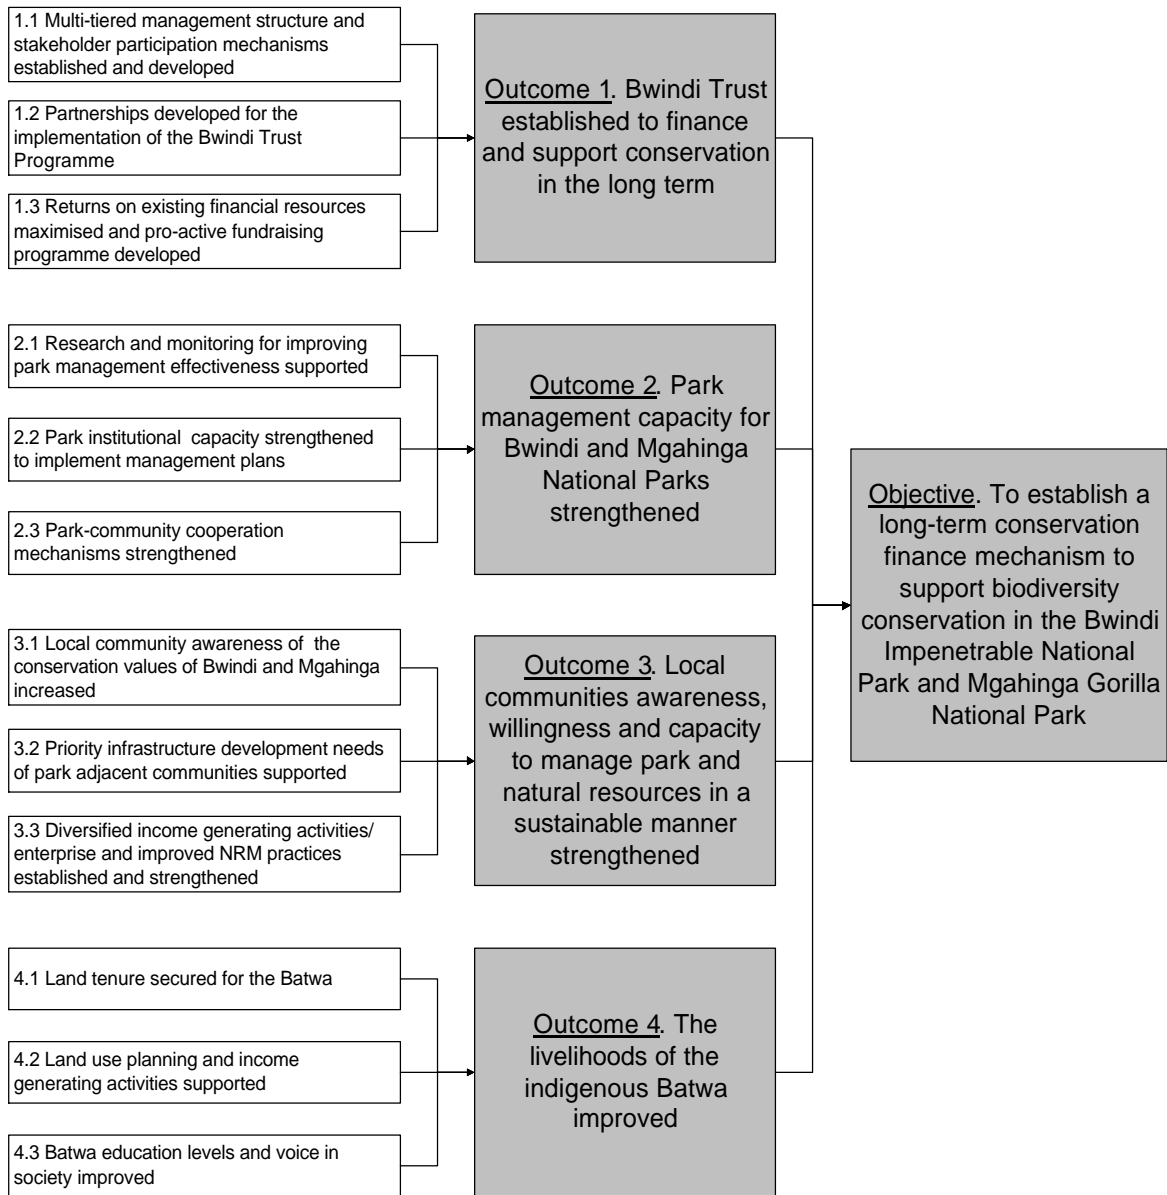 1.1 Multi-tiered management structure and
stakeholder participation mechanisms
established and developed
1.2 Partnerships developed for the
implementation of the Bwindi Trust
Programme
1.3 Returns on existing financial resources
maximised and pro-active fundraising
programme developed
Outcome 1. Bwindi Trust
established to finance
and support conservation
in the long term
2.1 Research and monitoring for improving
park management effectiveness supported
2.2 Park institutional capacity strengthened
to implement management plans
2.3 Park-community cooperation
mechanisms strengthened
Outcome 2. Park
management capacity for
Bwindi and Mgahinga
National Parks
strengthened
3.1 Local community awareness of the
conservation values of Bwindi and Mgahinga
increased
3.2 Priority infrastructure development needs
of park adjacent communities supported
3.3 Diversified income generating activities/
enterprise and improved NRM practices
established and strengthened
Outcome 3. Local
communities awareness,
willingness and capacity
to manage park and
natural resources in a
sustainable manner
strengthened
4.1 Land tenure secured for the Batwa
4.2 Land use planning and income
generating activities supported
4.3 Batwa education levels and voice in
society improved
Outcome 4. The
livelihoods of the
indigenous Batwa
improved
Objective. To establish a
long-term conservation
finance mechanism to
support biodiversity
conservation in the Bwindi
Impenetrable National
Park and Mgahinga Gorilla
National Park